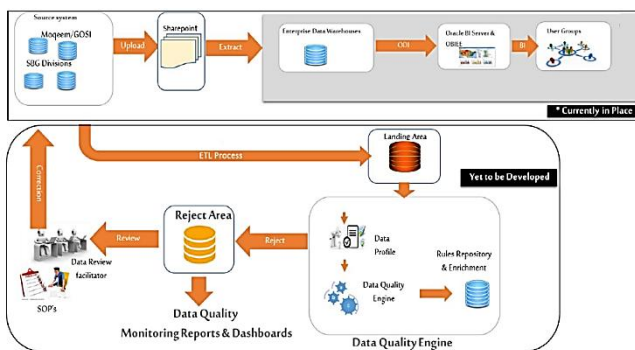 Source system
Moqeem/GOSI
SBG Divisions
Upload
Sharepoint
Extract
Enterprise Data Warehouses
ODI
Oracle BI Server &
OBIEE
BI
User Groups
* Currently in Place
ETL Process
Landing Area
Yet to be Developed
Correction
Reject Area
Review
Reject
Data Review
facilitator
SOP's
Data
Profile
Data Quality
Engine
Rules Repository
& Enrichment
Data Quality
Monitoring Reports & Dashboards
Data Quality Engine